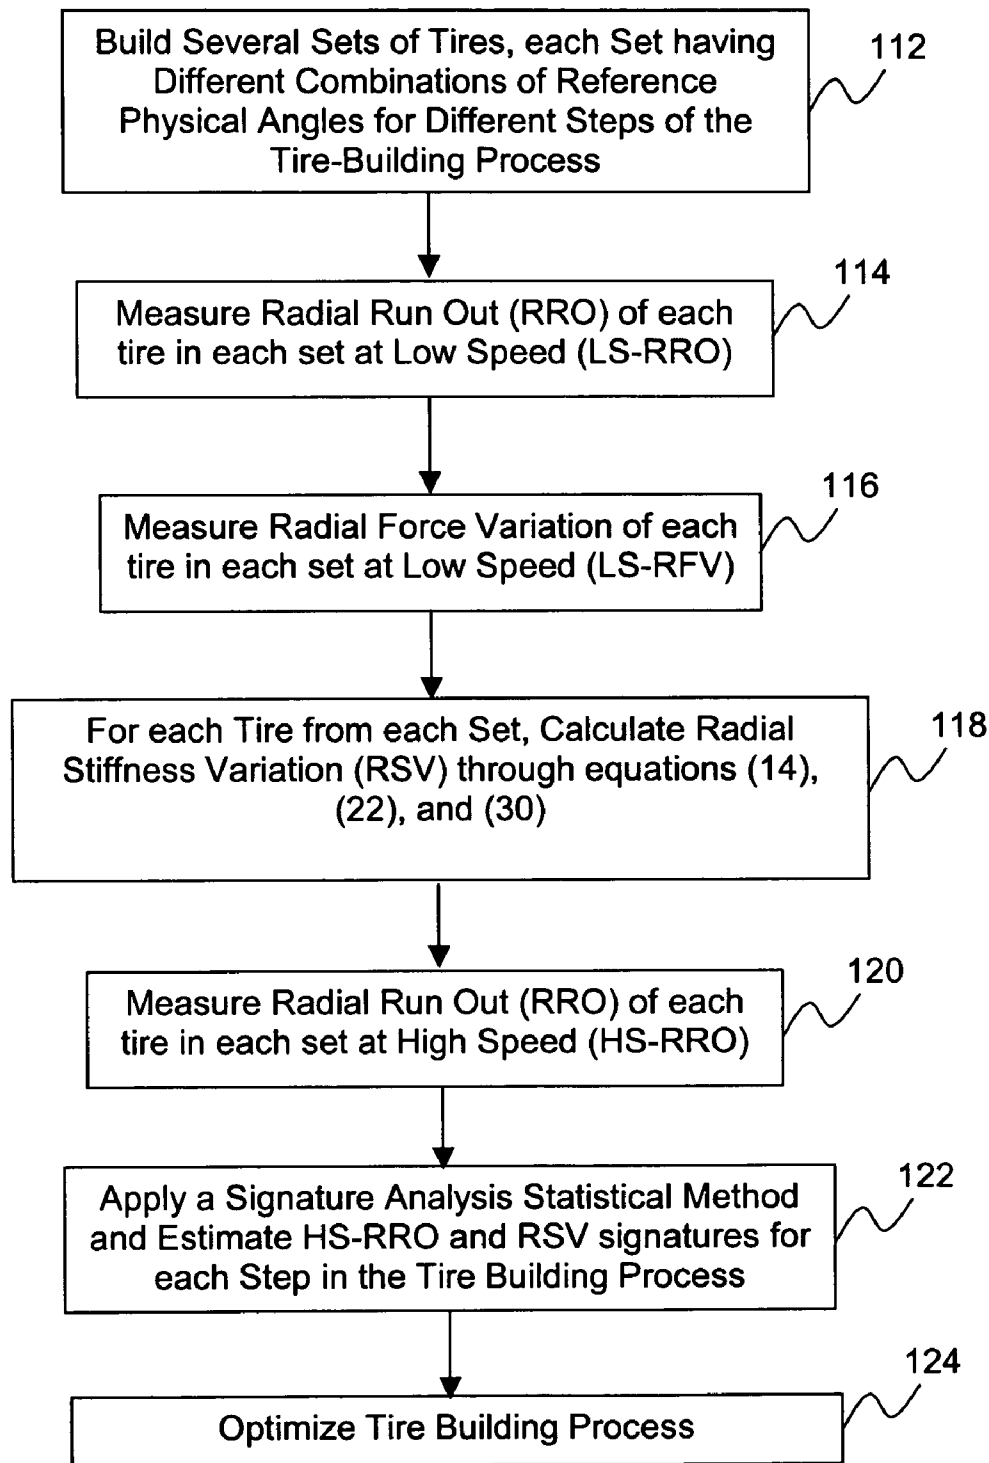 Build Several Sets of Tires, each Set having
Different Combinations of Reference
Physical Angles for Different Steps of the
Tire-Building Process
112
Measure Radial Run Out (RRO) of each
tire in each set at Low Speed (LS-RRO)
114
Measure Radial Force Variation of each
tire in each set at Low Speed (LS-RFV)
116
For each Tire from each Set, Calculate Radial
Stiffness Variation (RSV) through equations (14),
(22), and (30)
118
Measure Radial Run Out (RRO) of each
tire in each set at High Speed (HS-RRO)
120
Apply a Signature Analysis Statistical Method
and Estimate HS-RRO and RSV signatures for
each Step in the Tire Building Process
122
Optimize Tire Building Process
124